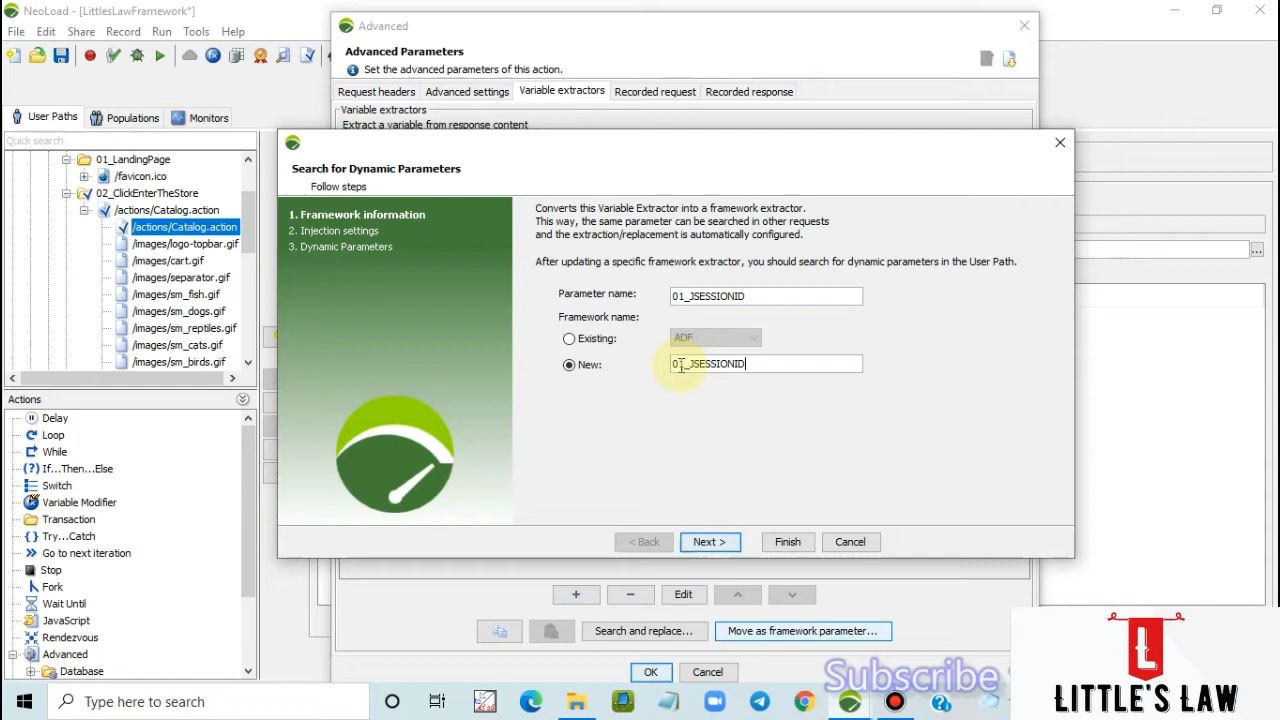 NeoLoad - [LittlesLawFramework*]
File Edit Share Record Run Tools Help
User Paths Populations Monitors
Quick search
01_LandingPage
/favicon.ico
02_ClickEnterTheStore
/actions/Catalog.action
/actions/Catalog.action
/images/logo-topbar.gif
/images/cart.gif
/images/separator.gif
/images/sm_fish.gif
/images/sm_dogs.gif
/images/sm_reptiles.gif
/images/sm_cats.gif
/images/sm_birds.gif
Actions
Delay
Loop
While
If...Then...Else
Switch
Variable Modifier
Transaction
Try...Catch
Go to next iteration
Stop
Fork
Wait Until
JavaScript
Rendezvous
Advanced
Database
Advanced
Advanced Parameters
Set the advanced parameters of this action.
Request headers Advanced settings Variable extractors Recorded request Recorded response
Variable extractors
Extract a variable from response content
Search for Dynamic Parameters
Follow steps
1. Framework information
2. Injection settings
3. Dynamic Parameters
Converts this Variable Extractor into a framework extractor.
This way, the same parameter can be searched in other requests
and the extraction/replacement is automatically configured.
After updating a specific framework extractor, you should search for dynamic parameters in the User Path.
Parameter name: 01_JSESSIONID
Framework name:
Existing: ADF
New: 01_JSESSIONID
< Back Next > Finish Cancel
+ − Edit
Search and replace... Move as framework parameter...
OK Cancel
Subscribe
L
LITTLE'S LAW
Type here to search